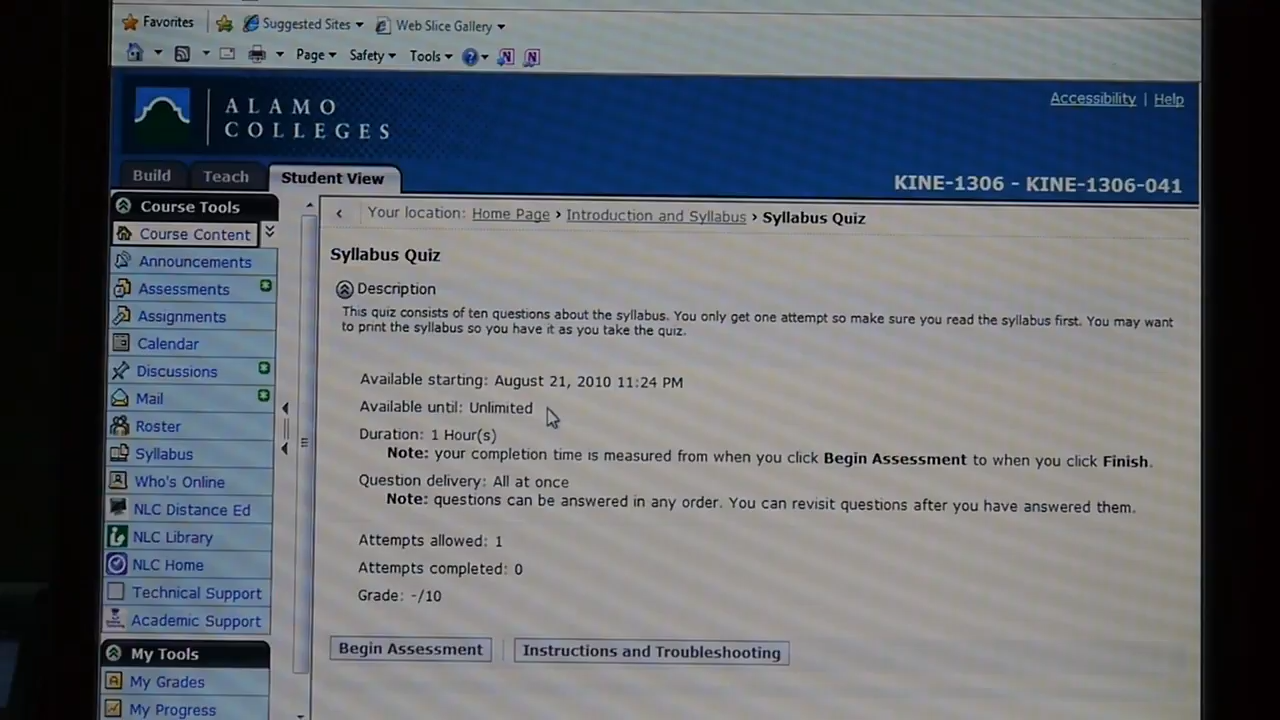 Favorites Suggested Sites Web Slice Gallery
Page Safety Tools
ALAMO
COLLEGES
Accessibility | Help
Build Teach Student View
KINE-1306 - KINE-1306-041
Course Tools
Course Content
Announcements
Assessments
Assignments
Calendar
Discussions
Mail
Roster
Syllabus
Who's Online
NLC Distance Ed
NLC Library
NLC Home
Technical Support
Academic Support
My Tools
My Grades
My Progress
Your location: Home Page › Introduction and Syllabus › Syllabus Quiz
Syllabus Quiz
Description
This quiz consists of ten questions about the syllabus. You only get one attempt so make sure you read the syllabus first. You may want
to print the syllabus so you have it as you take the quiz.
Available starting: August 21, 2010 11:24 PM
Available until: Unlimited
Duration: 1 Hour(s)
Note: your completion time is measured from when you click Begin Assessment to when you click Finish.
Question delivery: All at once
Note: questions can be answered in any order. You can revisit questions after you have answered them.
Attempts allowed: 1
Attempts completed: 0
Grade: -/10
Begin Assessment Instructions and Troubleshooting